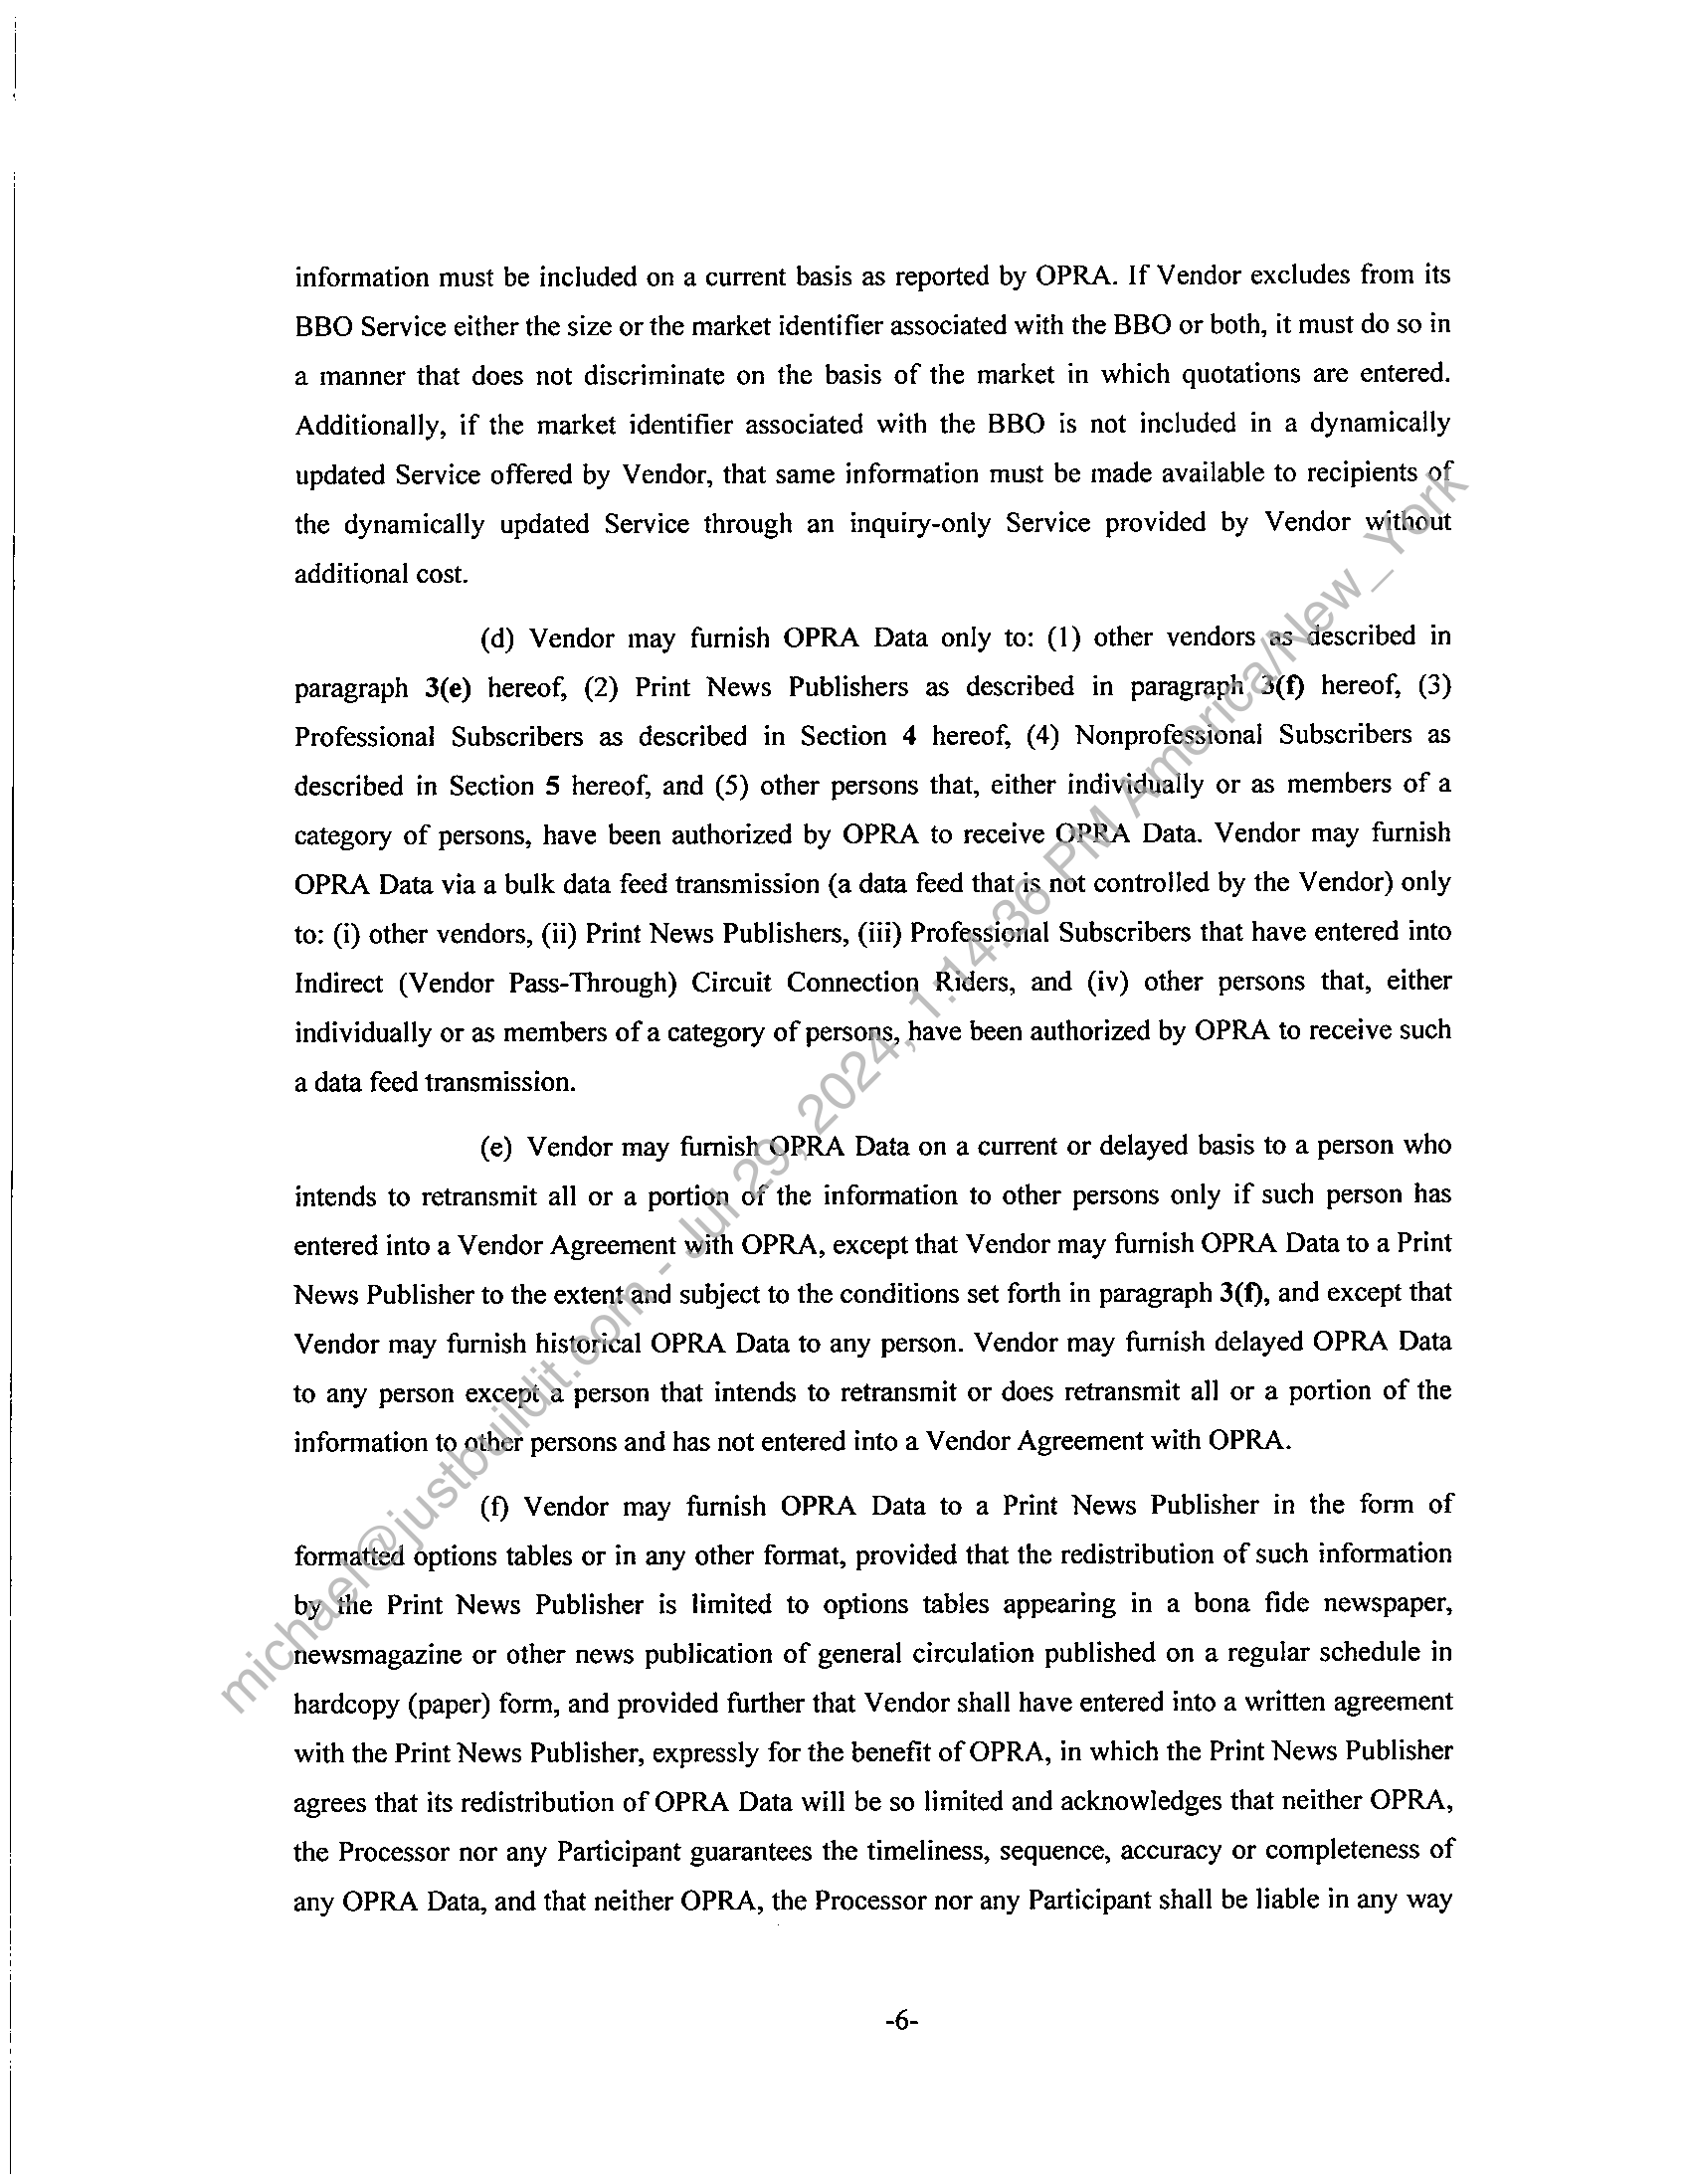 information must be included on a current basis as reported by OPRA. If Vendor excludes from its
BBO Service either the size or the market identifier associated with the BBO or both, it must do so in
a manner that does not discriminate on the basis of the market in which quotations are entered.
Additionally, if the market identifier associated with the BBO is not included in a dynamically
updated Service offered by Vendor, that same information must be made available to recipients of
the dynamically updated Service through an inquiry-only Service provided by Vendor without
additional cost.
(d) Vendor may furnish OPRA Data only to: (1) other vendors as described in
paragraph 3(e) hereof, (2) Print News Publishers as described in paragraph 3(f) hereof, (3)
Professional Subscribers as described in Section 4 hereof, (4) Nonprofessional Subscribers as
described in Section 5 hereof, and (5) other persons that, either individually or as members of a
category of persons, have been authorized by OPRA to receive OPRA Data. Vendor may furnish
OPRA Data via a bulk data feed transmission (a data feed that is not controlled by the Vendor) only
to: (i) other vendors, (ii) Print News Publishers, (iii) Professional Subscribers that have entered into
Indirect (Vendor Pass-Through) Circuit Connection Riders, and (iv) other persons that, either
individually or as members of a category of persons, have been authorized by OPRA to receive such
a data feed transmission.
(e) Vendor may furnish OPRA Data on a current or delayed basis to a person who
intends to retransmit all or a portion of the information to other persons only if such person has
entered into a Vendor Agreement with OPRA, except that Vendor may furnish OPRA Data to a Print
News Publisher to the extent and subject to the conditions set forth in paragraph 3(f), and except that
Vendor may furnish historical OPRA Data to any person. Vendor may furnish delayed OPRA Data
to any person except a person that intends to retransmit or does retransmit all or a portion of the
information to other persons and has not entered into a Vendor Agreement with OPRA.
(f) Vendor may furnish OPRA Data to a Print News Publisher in the form of
formatted options tables or in any other format, provided that the redistribution of such information
by the Print News Publisher is limited to options tables appearing in a bona fide newspaper,
newsmagazine or other news publication of general circulation published on a regular schedule in
hardcopy (paper) form, and provided further that Vendor shall have entered into a written agreement
with the Print News Publisher, expressly for the benefit of OPRA, in which the Print News Publisher
agrees that its redistribution of OPRA Data will be so limited and acknowledges that neither OPRA,
the Processor nor any Participant guarantees the timeliness, sequence, accuracy or completeness of
any OPRA Data, and that neither OPRA, the Processor nor any Participant shall be liable in any way
-6-
michael@justbuildit.com - Jul 29, 2024, 1:14:36 PM America/New_York